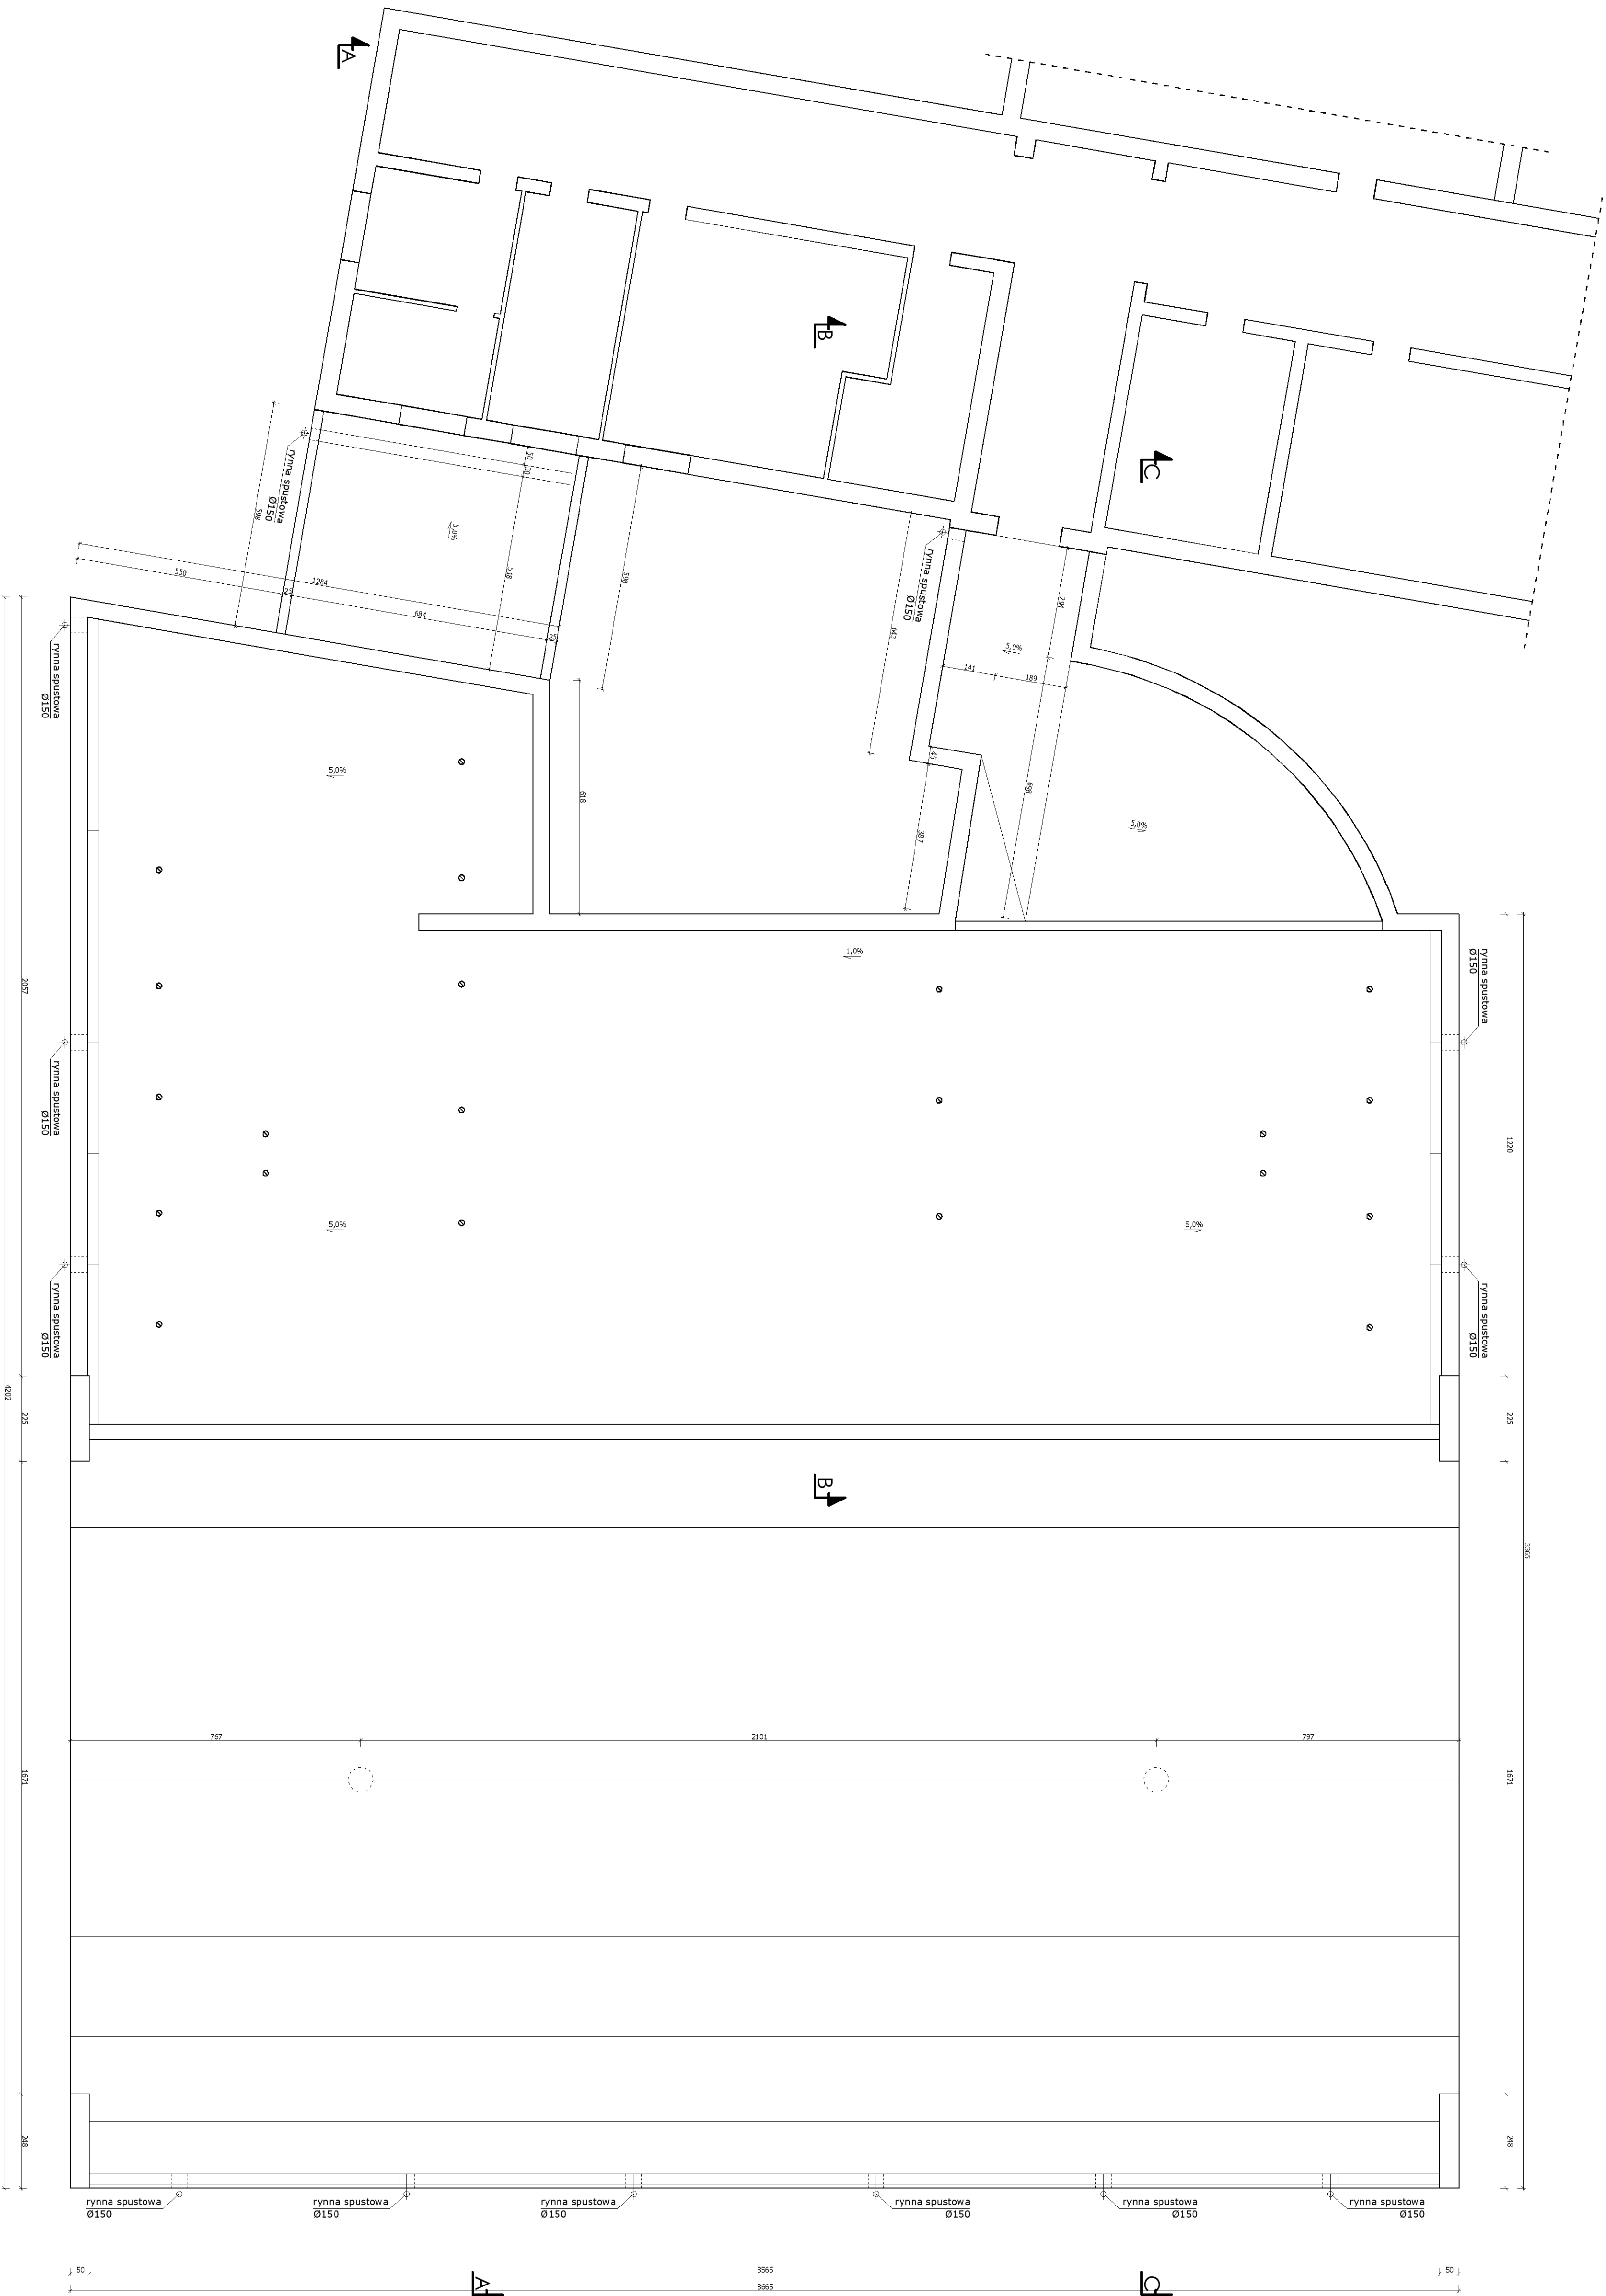 A
B
C
rynna spustowa
Ø150
50
30
5,0%
598
518
598
550
1284
25
684
25
rynna spustowa
Ø150
643
294
5,0%
141
189
45
698
387
5,0%
rynna spustowa
Ø150
5,0%
618
1,0%
rynna spustowa
Ø150
2057
rynna spustowa
Ø150
1220
5,0%
5,0%
rynna spustowa
Ø150
rynna spustowa
Ø150
4202
225
225
B
3365
767
2101
797
1671
1671
248
248
rynna spustowa
Ø150
rynna spustowa
Ø150
rynna spustowa
Ø150
rynna spustowa
Ø150
rynna spustowa
Ø150
rynna spustowa
Ø150
50
3565
50
A
C
3665